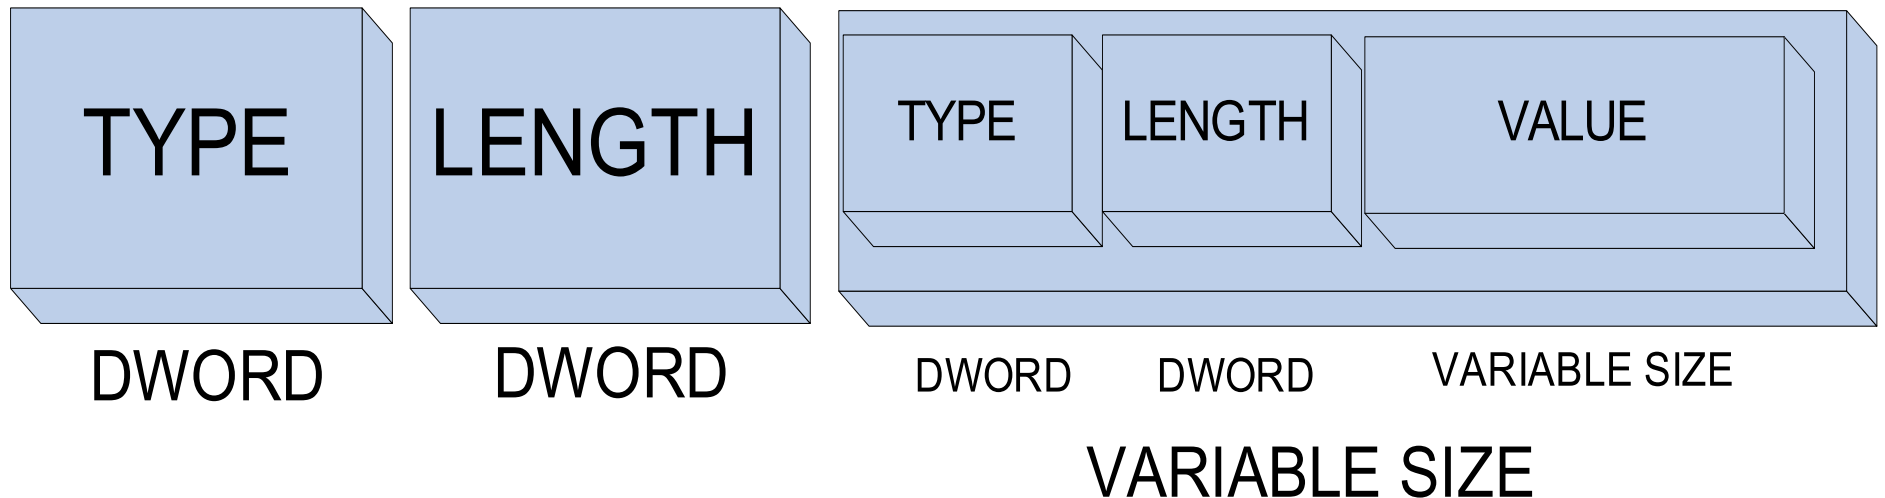 TYPE LENGTH TYPE LENGTH VALUE
DWORD DWORD DWORD DWORD VARIABLE SIZE
VARIABLE SIZE